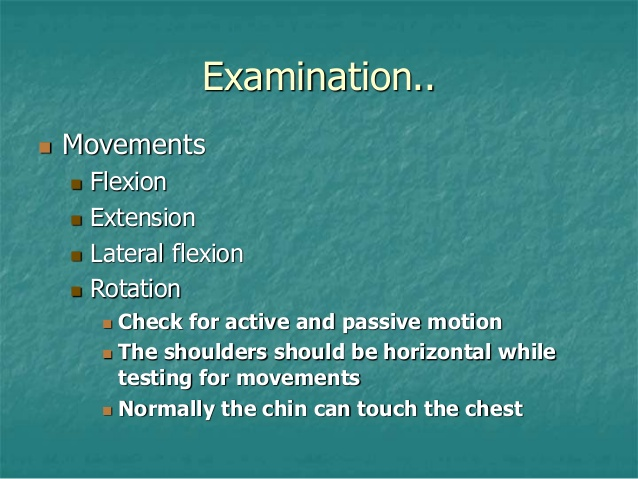 Examination..
Movements
Flexion
Extension
Lateral flexion
Rotation
Check for active and passive motion
The shoulders should be horizontal while
testing for movements
Normally the chin can touch the chest